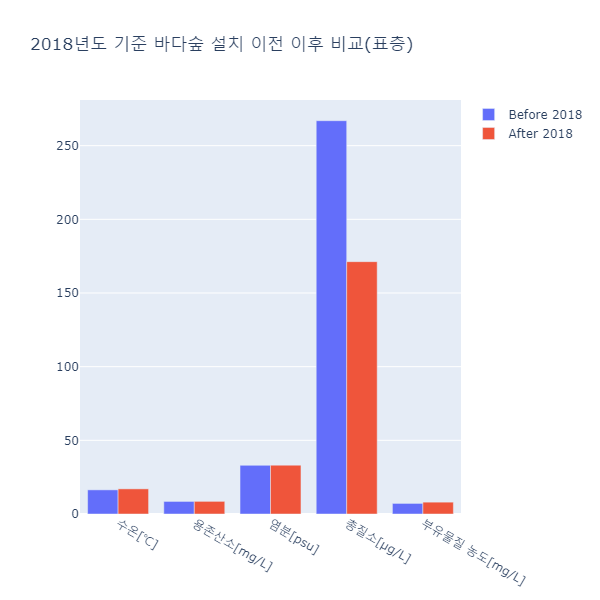 2018년도 기준 바다숲 설치 이전 이후 비교(표층)
Before 2018
After 2018
250
200
150
100
50
0
수온[℃]
용존산소[mg/L]
염분[psu]
총질소[µg/L]
부유물질 농도[mg/L]